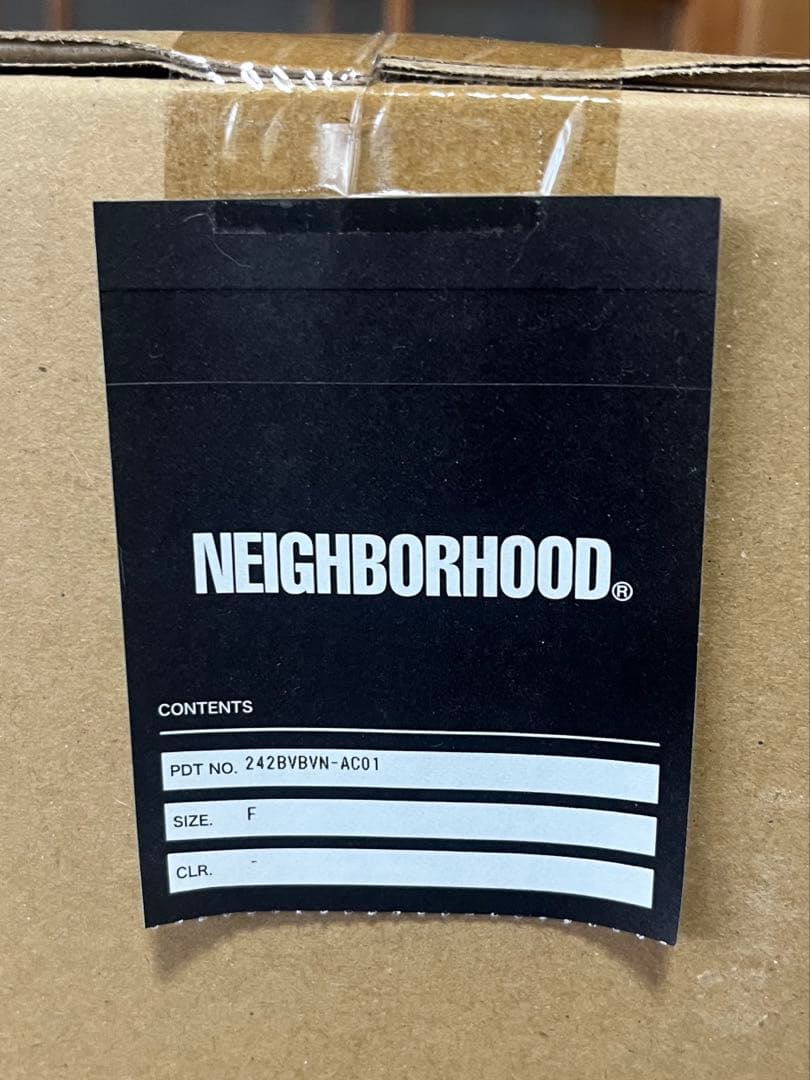 NEIGHBORHOOD®
CONTENTS
PDT NO. 242BVBVN-AC01
SIZE. F
CLR. -